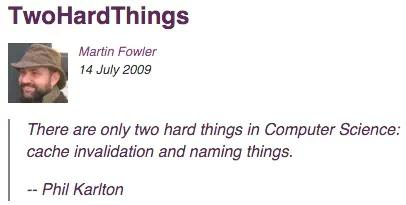 TwoHardThings
Martin Fowler
14 July 2009
There are only two hard things in Computer Science:
cache invalidation and naming things.
-- Phil Karlton